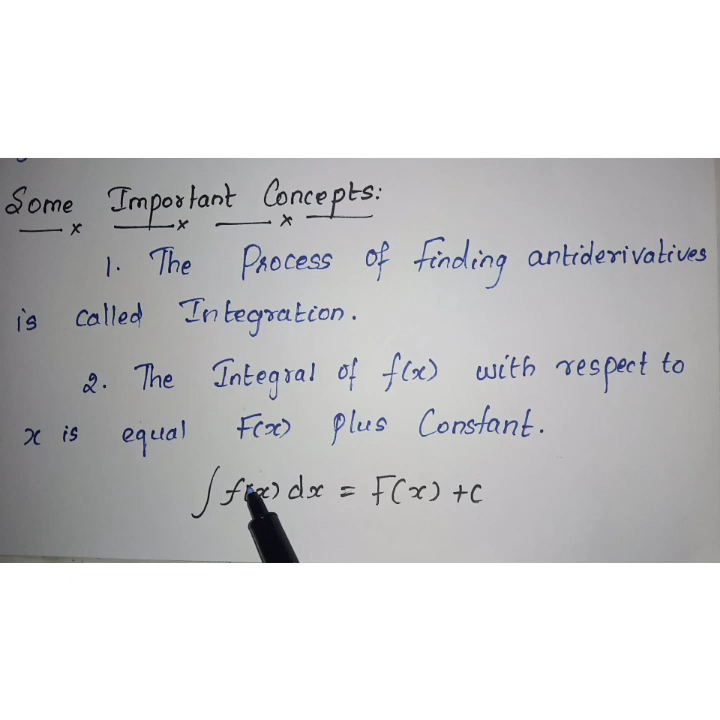 Some Important Concepts:
1. The Process of finding antiderivatives
is called Integration.
2. The Integral of f(x) with respect to
x is equal F(x) plus Constant.
∫ f(x) dx = F(x) + c